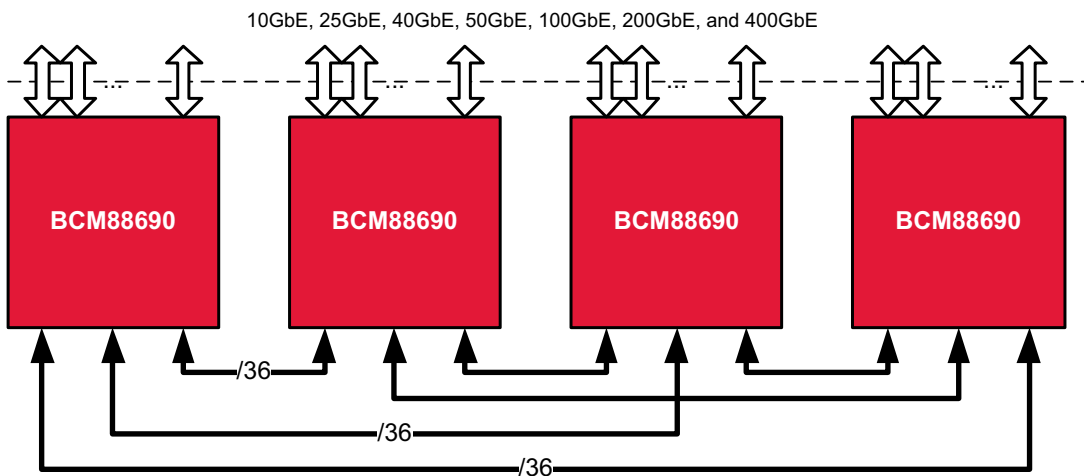 10GbE, 25GbE, 40GbE, 50GbE, 100GbE, 200GbE, and 400GbE
... ... ... ...
BCM88690 BCM88690 BCM88690 BCM88690
/36
/36
/36